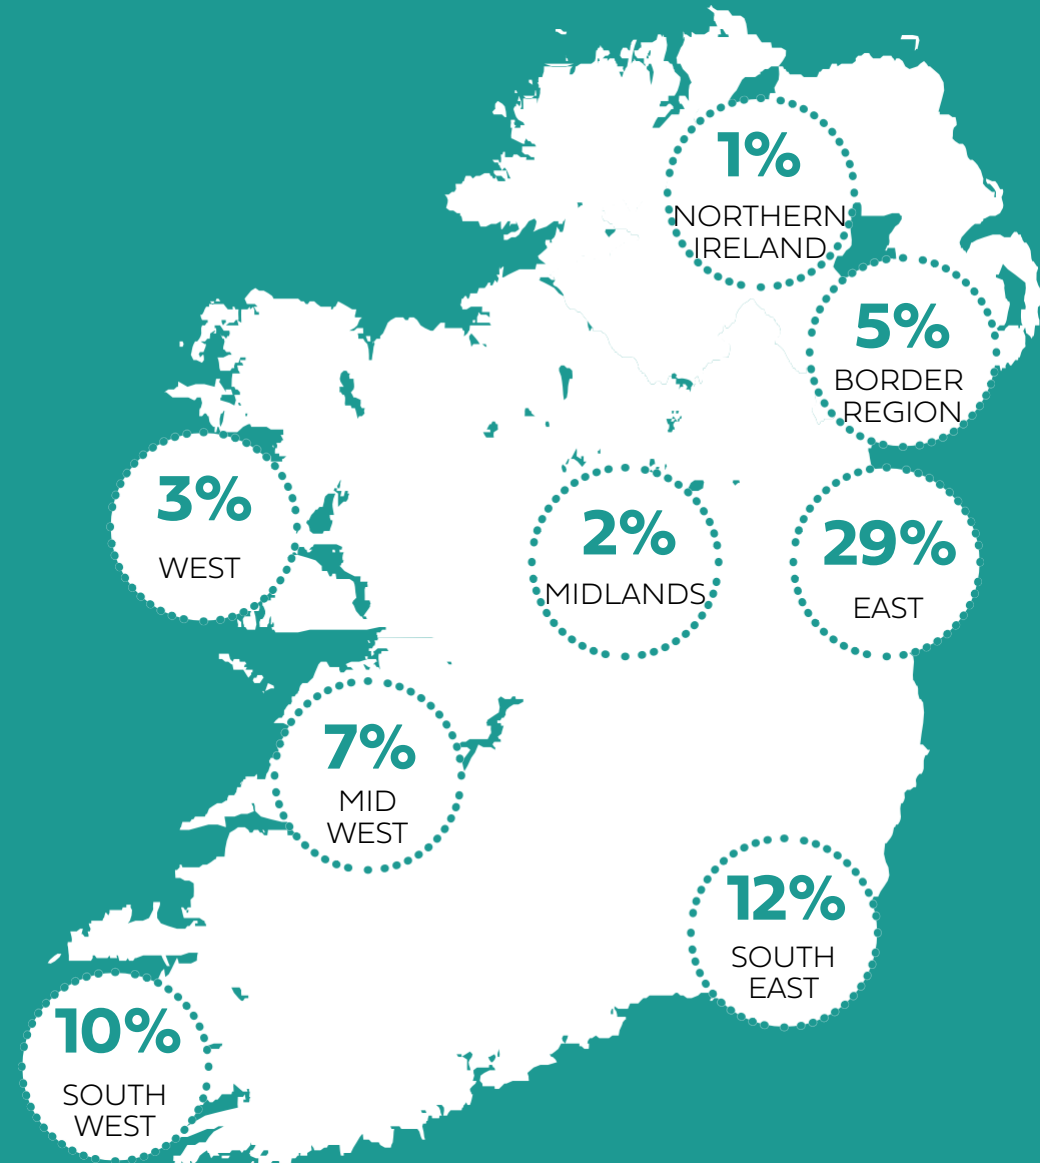 1%
NORTHERN
IRELAND
5%
BORDER
REGION
3%
WEST
2%
MIDLANDS
29%
EAST
7%
MID
WEST
12%
SOUTH
EAST
10%
SOUTH
WEST